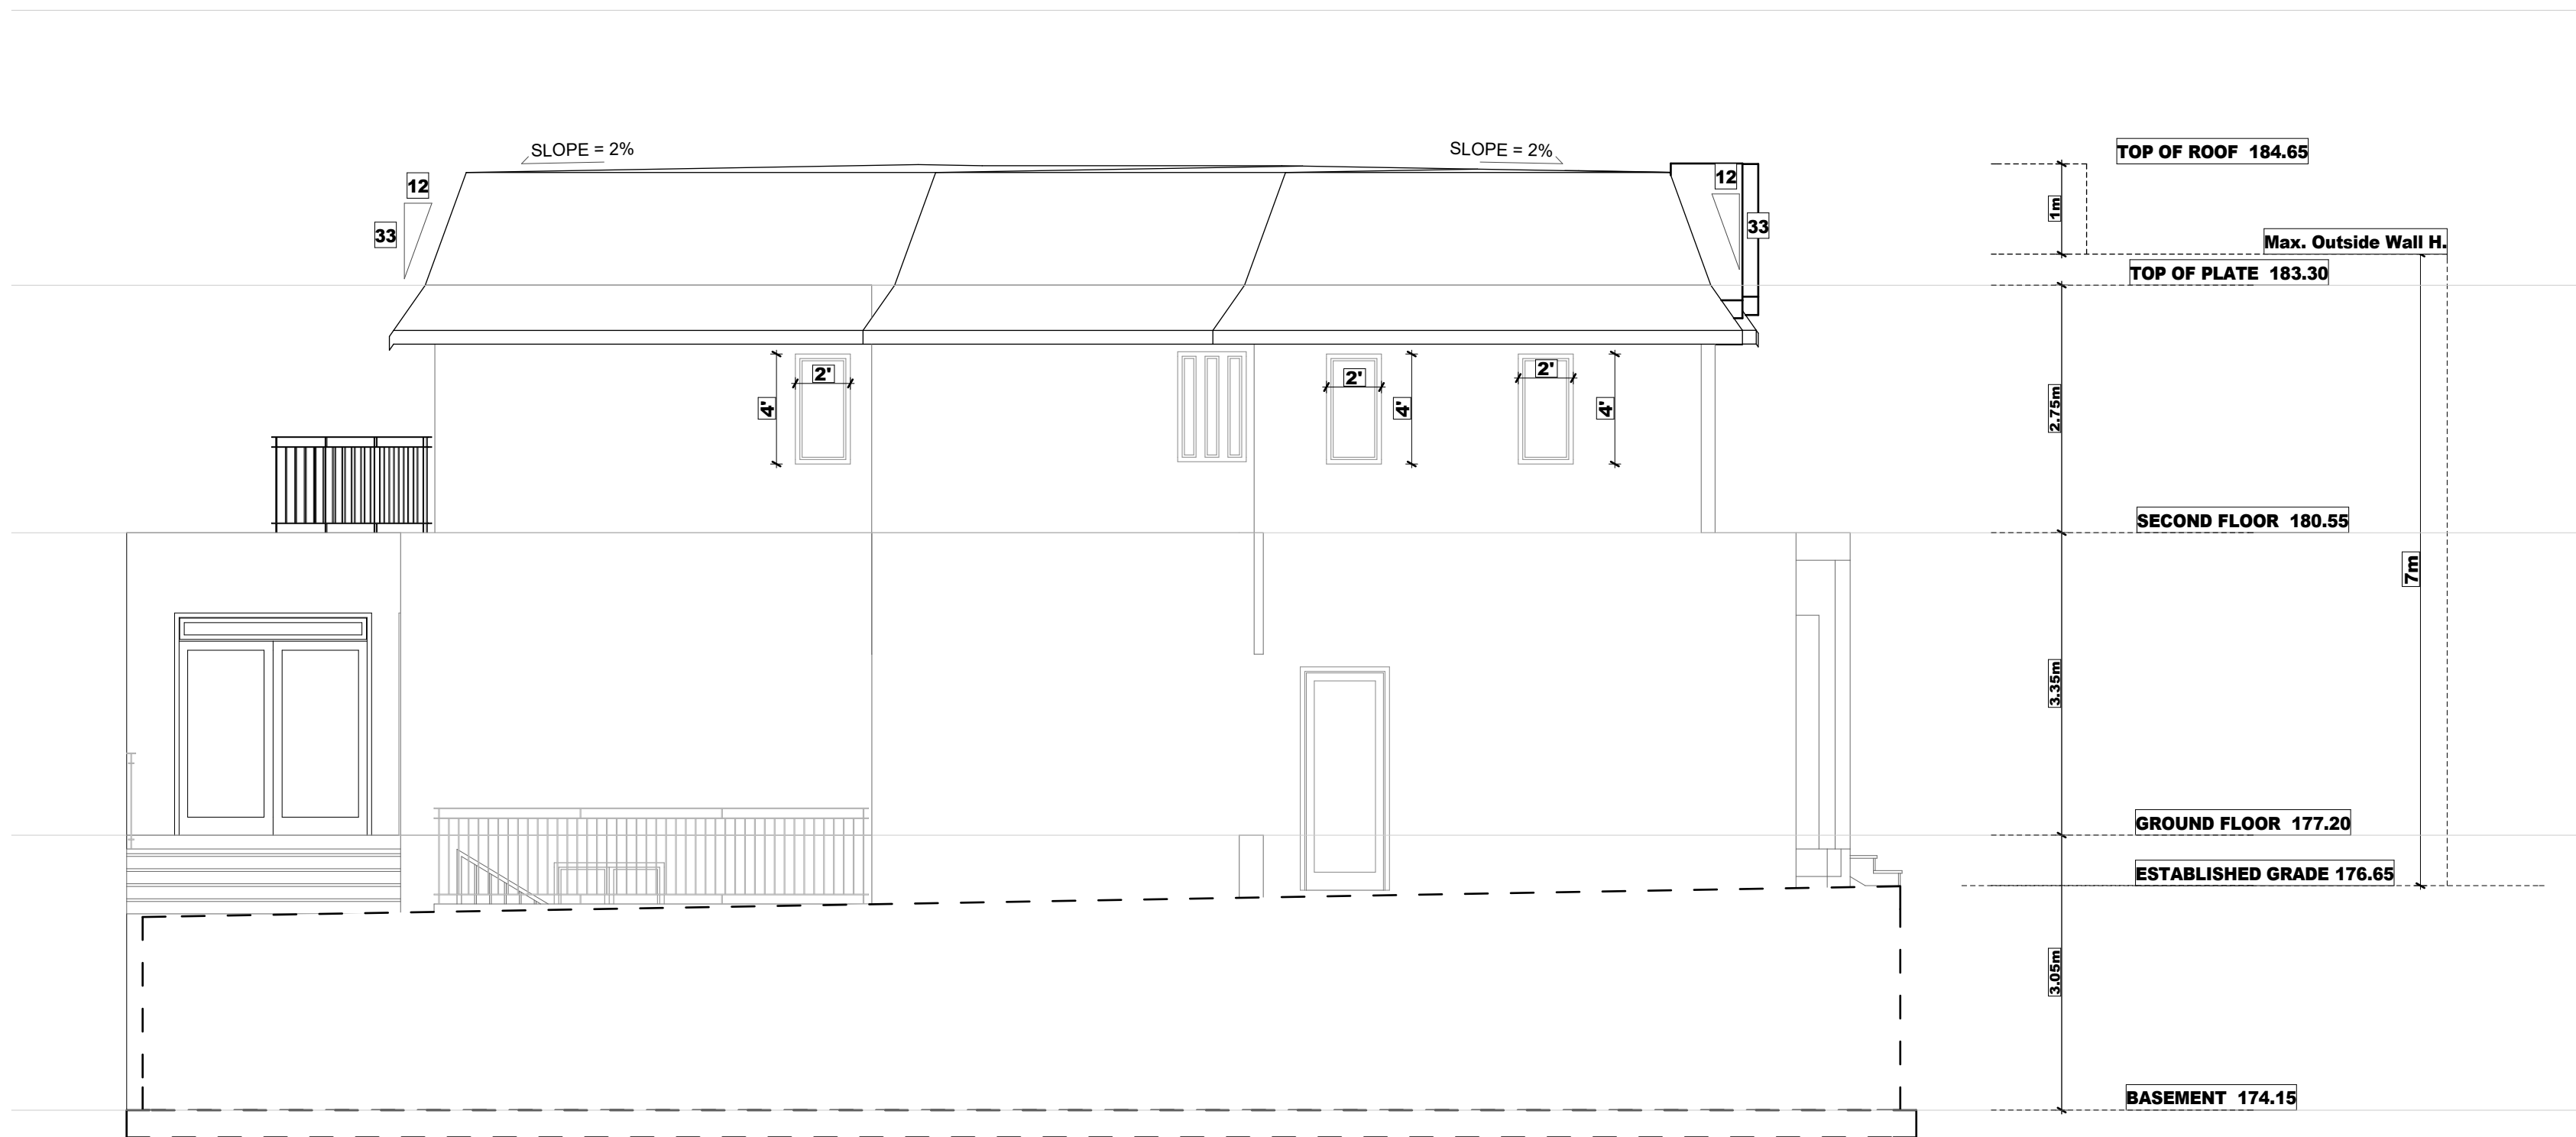 SLOPE = 2%
SLOPE = 2%
TOP OF ROOF 184.65
12
12
33
33
1m
Max. Outside Wall H.
TOP OF PLATE 183.30
2'
2'
2'
4'
4'
4'
2.75m
SECOND FLOOR 180.55
7m
3.35m
GROUND FLOOR 177.20
ESTABLISHED GRADE 176.65
3.05m
BASEMENT 174.15